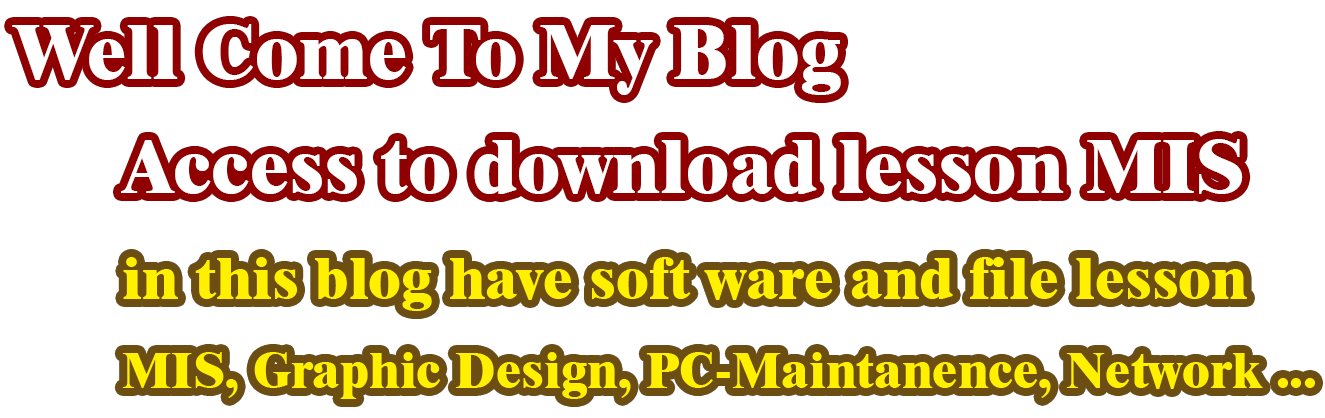 Well Come To My Blog
Access to download lesson MIS
in this blog have soft ware and file lesson
MIS, Graphic Design, PC-Maintanence, Network ...